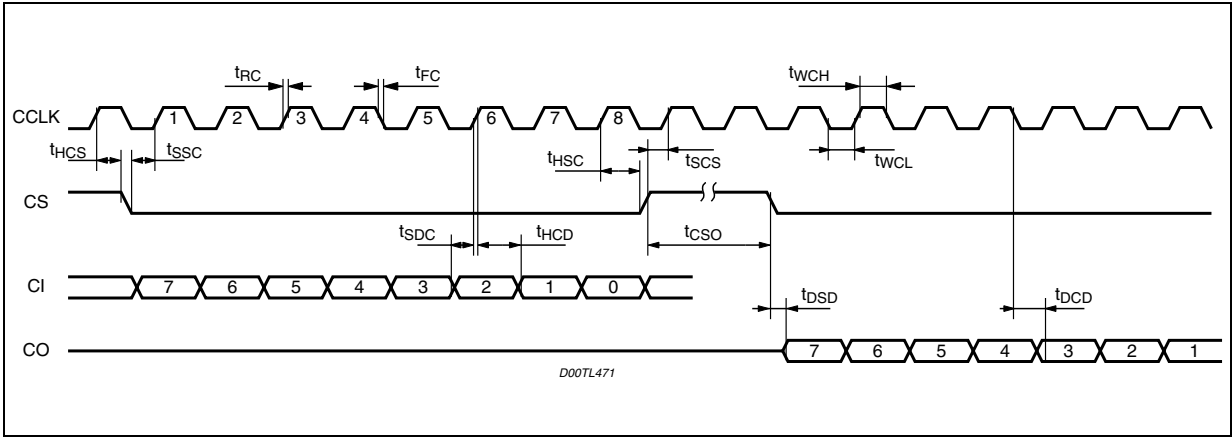 tRC tFC tWCH
CCLK 1 2 3 4 5 6 7 8
tHCS tSSC tHSC tSCS tWCL
CS
tSDC tHCD tCSO
CI 7 6 5 4 3 2 1 0
tDSD tDCD
CO 7 6 5 4 3 2 1
D00TL471